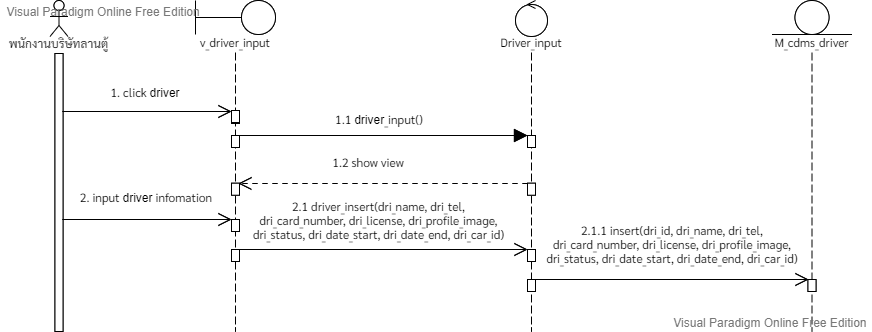 Visual Paradigm Online Free Edition
พนักงานบริษัทลานตู้
v_driver_input
Driver_input
M_cdms_driver
1. click driver
1.1 driver_input()
1.2 show view
2. input driver infomation
2.1 driver_insert(dri_name, dri_tel,
dri_card_number, dri_license, dri_profile_image,
dri_status, dri_date_start, dri_date_end, dri_car_id)
2.1.1 insert(dri_id, dri_name, dri_tel,
dri_card_number, dri_license, dri_profile_image,
dri_status, dri_date_start, dri_date_end, dri_car_id)
Visual Paradigm Online Free Edition